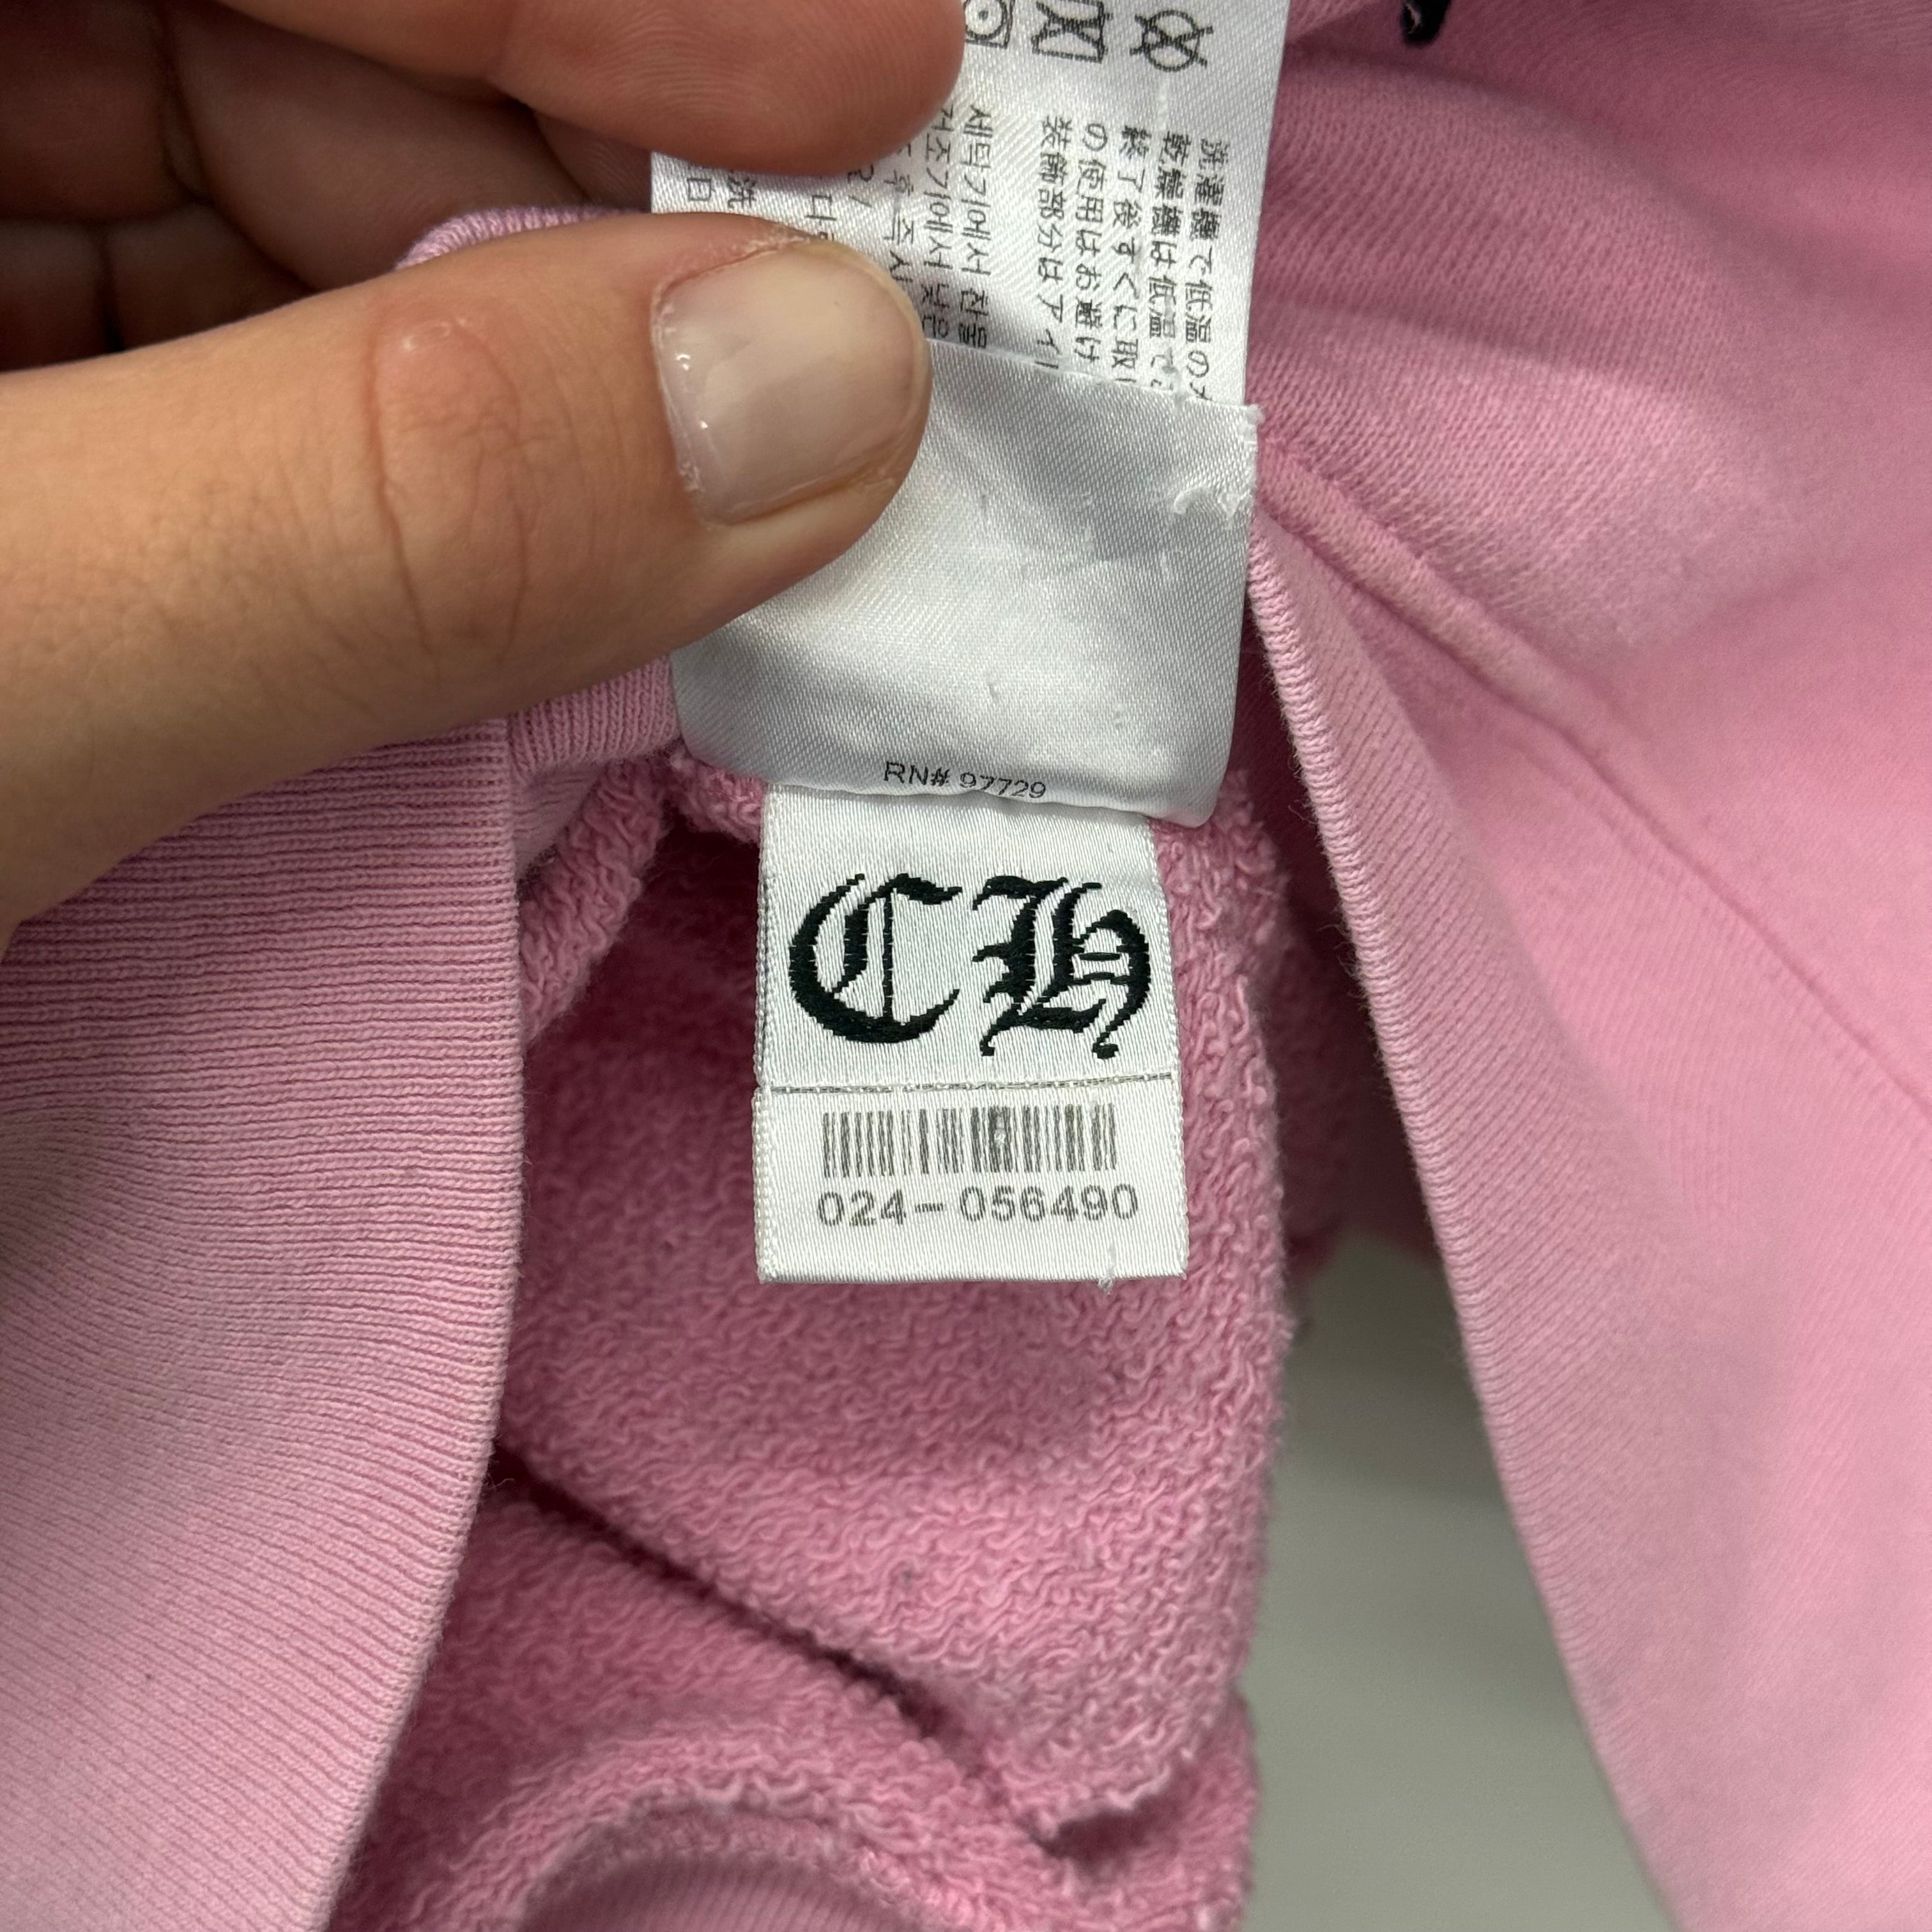 洗濯機で低温の
乾燥機は低温で
終了後すぐに取
の使用はお避け
装飾部分はアイ
세탁기에서 찬물
건조기에서 낮은
RN# 97729
CH
024-056490